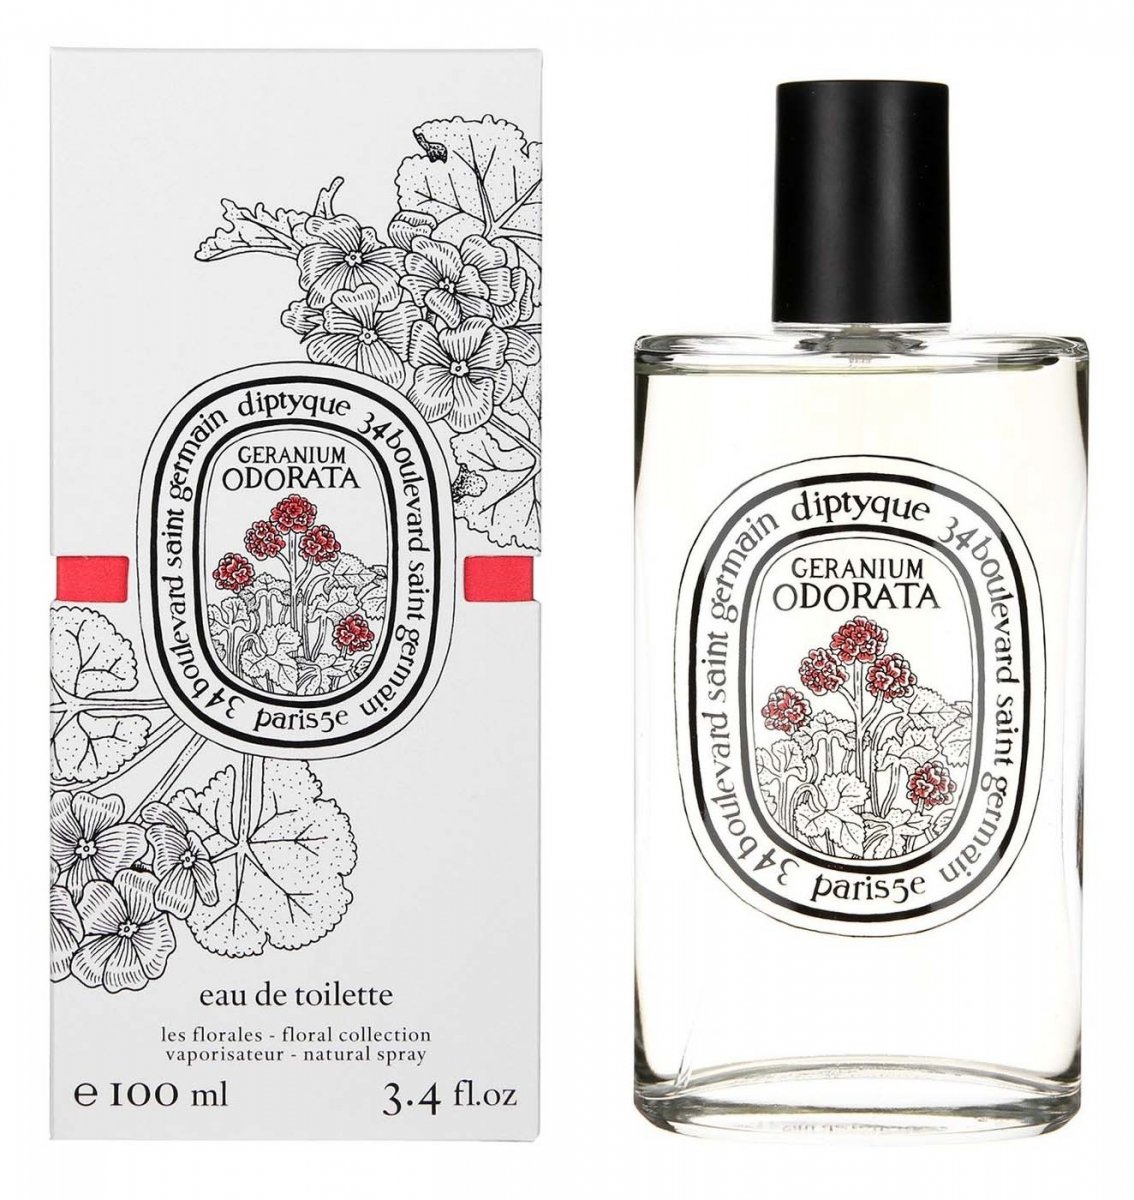 diptyque 34 boulevard saint germain paris 5e 34 boulevard saint germain
GERANIUM
ODORATA
eau de toilette
les florales - floral collection
vaporisateur - natural spray
e 100 ml
3.4 fl.oz
diptyque 34 boulevard saint germain paris 5e 34 boulevard saint germain
GERANIUM
ODORATA